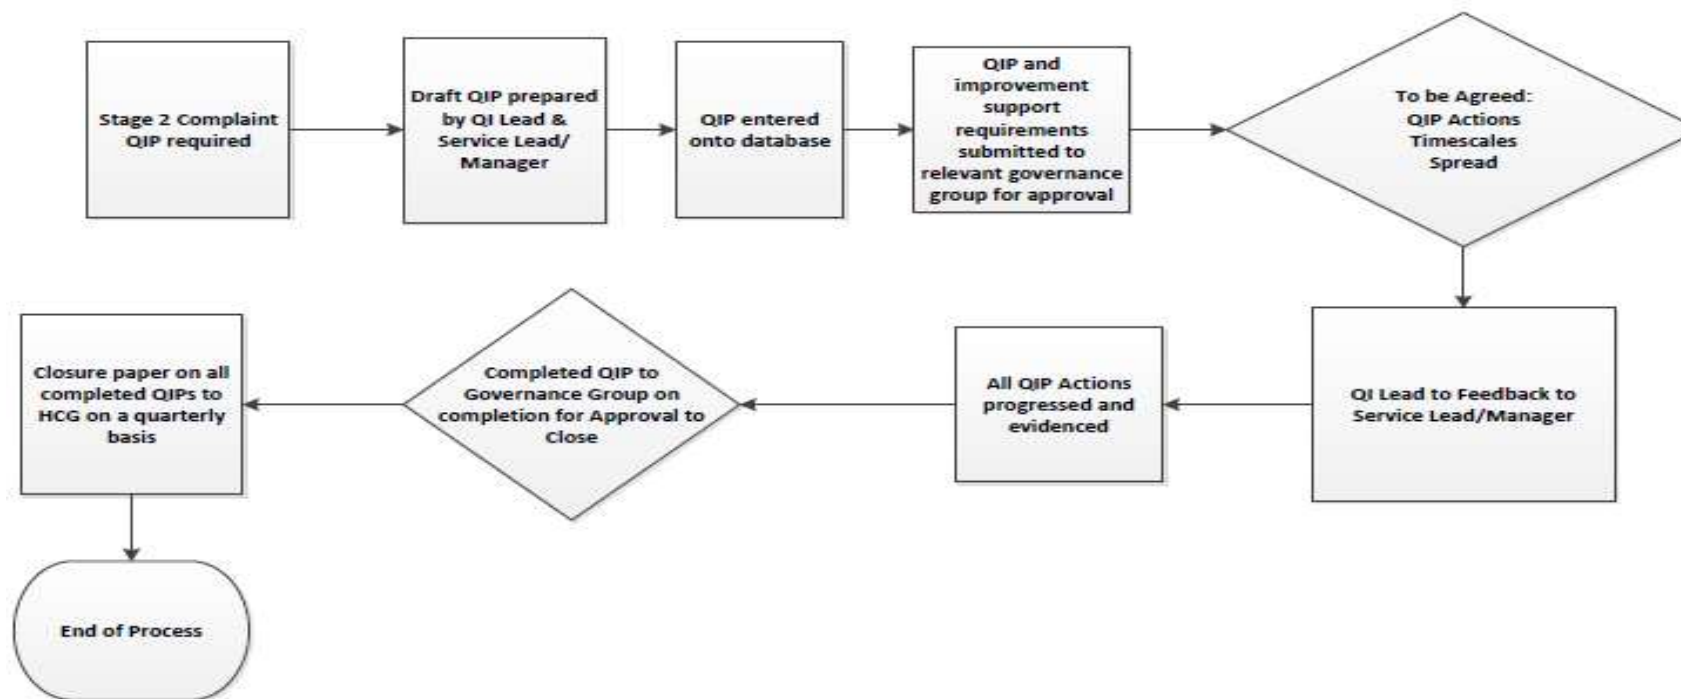 Stage 2 Complaint
QIP required
Draft QIP prepared
by QI Lead &
Service Lead/
Manager
QIP entered
onto database
QIP and
improvement
support
requirements
submitted to
relevant governance
group for approval
To be Agreed:
QIP Actions
Timescales
Spread
QI Lead to Feedback to
Service Lead/Manager
All QIP Actions
progressed and
evidenced
Completed QIP to
Governance Group on
completion for Approval to
Close
Closure paper on all
completed QIPs to
HCG on a quarterly
basis
End of Process